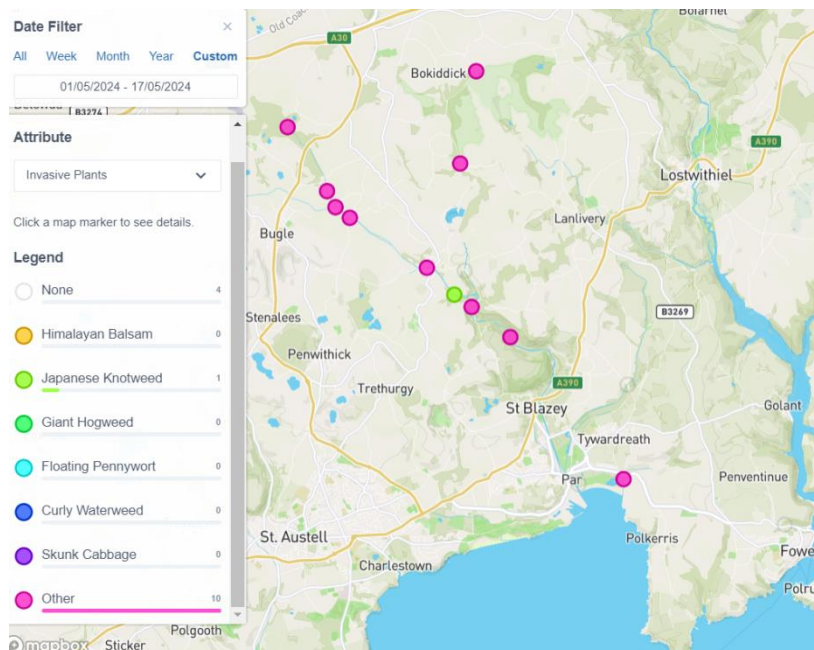 Date Filter ×
All Week Month Year Custom
01/05/2024 - 17/05/2024
B3274
Attribute
Invasive Plants
Click a map marker to see details.
Legend
None 4
Himalayan Balsam 0
Japanese Knotweed 1
Giant Hogweed 0
Floating Pennywort 0
Curly Waterweed 0
Skunk Cabbage 0
Other 10
mapbox
A30
Bokiddick
A390
Lostwithiel
Lanlivery
Bugle
B3269
Stenalees
Penwithick
Trethurgy
A390
St Blazey
Golant
Tywardreath
Par
Penventinue
St. Austell
Polkerris
Fowe
Charlestown
Polru
Polgooth
Sticker